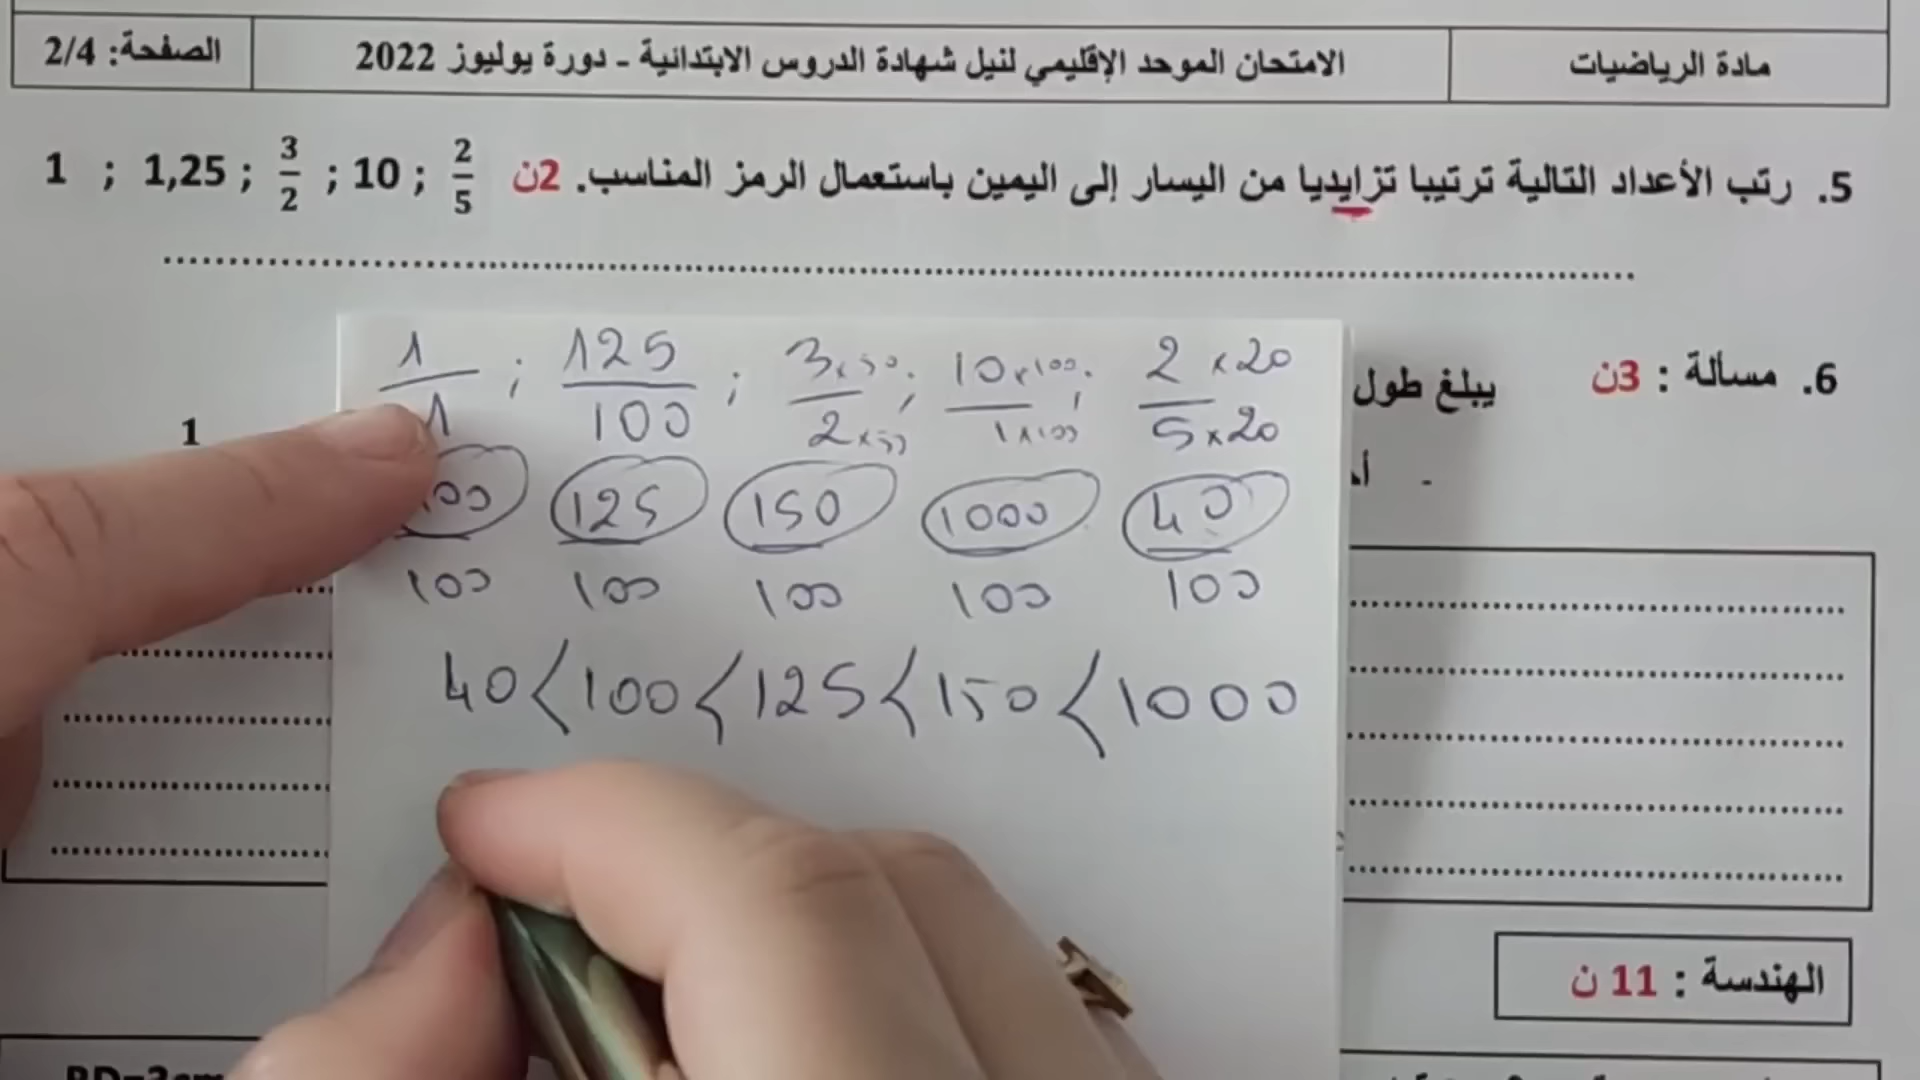 مادة الرياضيات الامتحان الموحد الإقليمي لنيل شهادة الدروس الابتدائية - دورة يوليوز 2022 الصفحة: 2/4
5. رتب الأعداد التالية ترتيبا تزايديا من اليسار إلى اليمين باستعمال الرمز المناسب. 2ن 1 ; 1,25 ; 3/2 ; 10 ; 2/5
1/1 ; 125/100 ; 3×50/2×50 ; 10×100/1×100 ; 2×20/5×20
6. مسألة : 3ن يبلغ طول
1
125/100 150/100 1000/100 40/100
40 < 100 < 125 < 150 < 1000
الهندسة : 11 ن